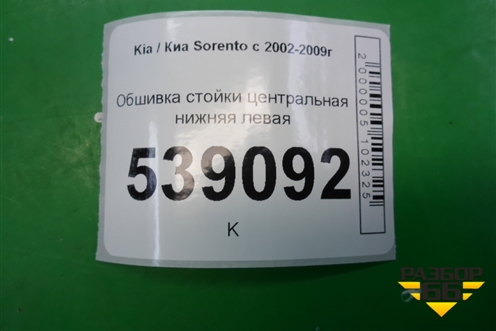 Kia / Киа Sorento с 2002-2009г
Обшивка стойки центральная
нижняя левая
539092
К
2000005102325
РАЗБОР
66